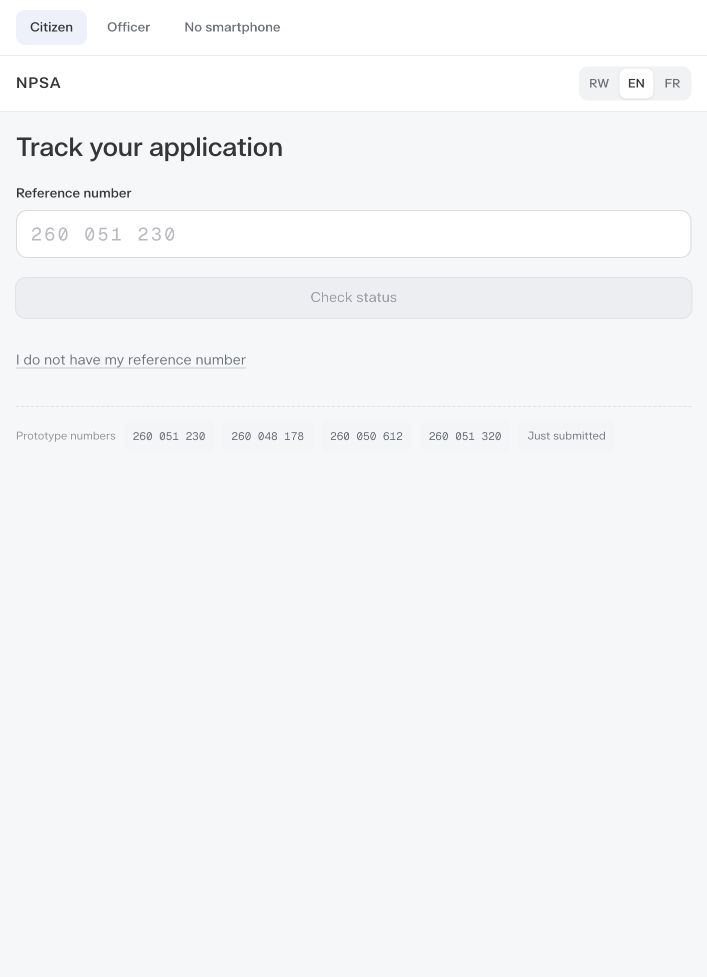 Citizen Officer No smartphone
NPSA RW EN FR
Track your application
Reference number
260 051 230
Check status
I do not have my reference number
Prototype numbers 260 051 230 260 048 178 260 050 612 260 051 320 Just submitted